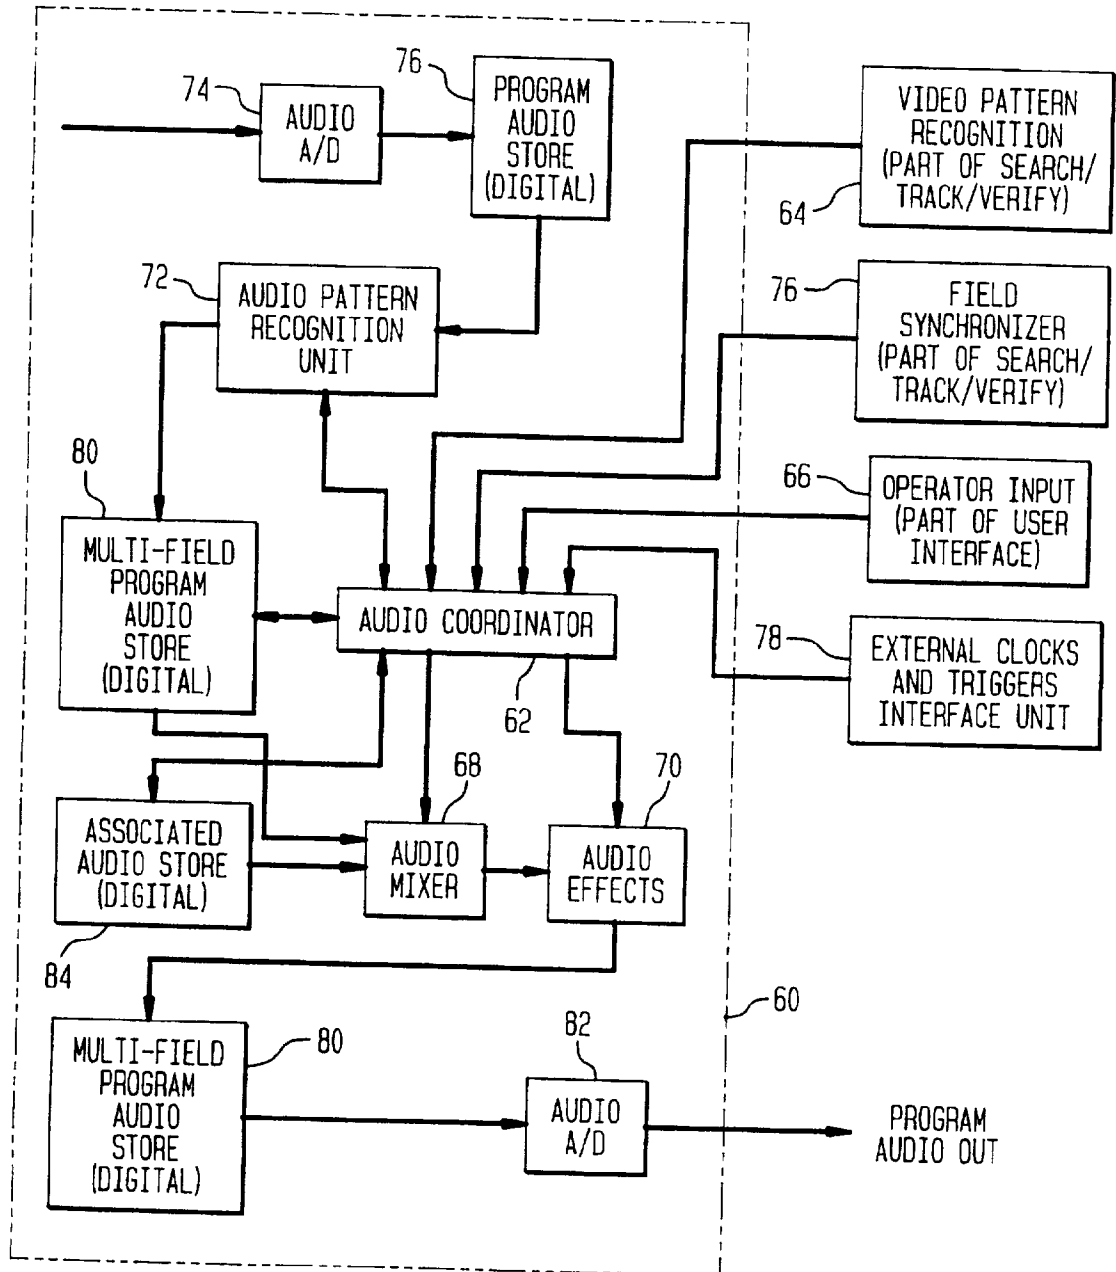 74
AUDIO
A/D
76
PROGRAM
AUDIO
STORE
(DIGITAL)
VIDEO PATTERN
RECOGNITION
(PART OF SEARCH/
TRACK/VERIFY)
64
72
AUDIO PATTERN
RECOGNITION
UNIT
76
FIELD
SYNCHRONIZER
(PART OF SEARCH/
TRACK/VERIFY)
66
OPERATOR INPUT
(PART OF USER
INTERFACE)
80
MULTI-FIELD
PROGRAM
AUDIO
STORE
(DIGITAL)
AUDIO COORDINATOR
62
78
EXTERNAL CLOCKS
AND TRIGGERS
INTERFACE UNIT
ASSOCIATED
AUDIO STORE
(DIGITAL)
84
68
AUDIO
MIXER
70
AUDIO
EFFECTS
60
MULTI-FIELD
PROGRAM
AUDIO
STORE
(DIGITAL)
80
82
AUDIO
A/D
PROGRAM
AUDIO OUT